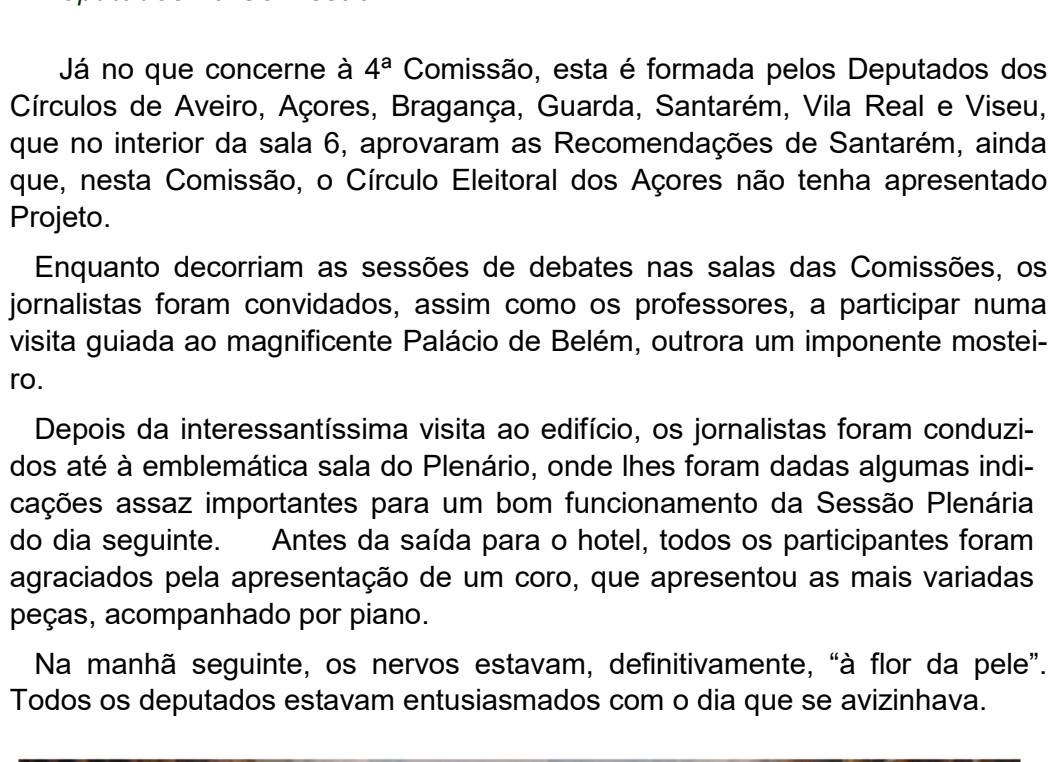 Já no que concerne à 4ª Comissão, esta é formada pelos Deputados dos
Círculos de Aveiro, Açores, Bragança, Guarda, Santarém, Vila Real e Viseu,
que no interior da sala 6, aprovaram as Recomendações de Santarém, ainda
que, nesta Comissão, o Círculo Eleitoral dos Açores não tenha apresentado
Projeto.
Enquanto decorriam as sessões de debates nas salas das Comissões, os
jornalistas foram convidados, assim como os professores, a participar numa
visita guiada ao magnificente Palácio de Belém, outrora um imponente mostei-
ro.
Depois da interessantíssima visita ao edifício, os jornalistas foram conduzi-
dos até à emblemática sala do Plenário, onde lhes foram dadas algumas indi-
cações assaz importantes para um bom funcionamento da Sessão Plenária
do dia seguinte. Antes da saída para o hotel, todos os participantes foram
agraciados pela apresentação de um coro, que apresentou as mais variadas
peças, acompanhado por piano.
Na manhã seguinte, os nervos estavam, definitivamente, “à flor da pele”.
Todos os deputados estavam entusiasmados com o dia que se avizinhava.